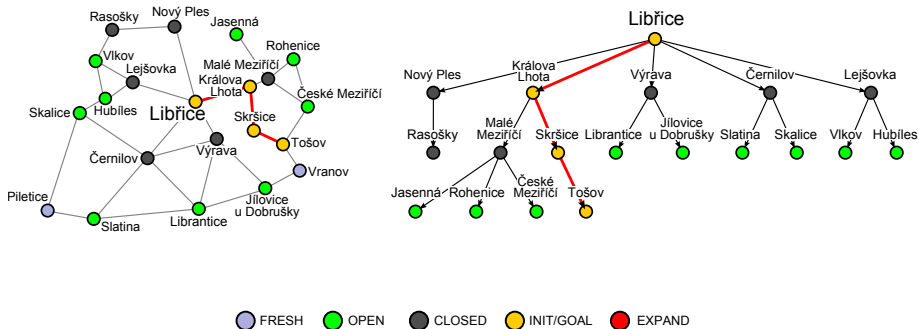 Rasošky
Nový Ples
Jasenná
Rohenice
Vlkov
Lejšovka
Malé Meziříčí
Králova
Lhota
České Meziříčí
Skalice
Hubíles
Libřice
Skršice
Tošov
Černilov
Výrava
Vranov
Piletice
Slatina
Librantice
Jílovice
u Dobrušky
Libřice
Nový Ples
Králova
Lhota
Výrava
Černilov
Lejšovka
Rasošky
Malé
Meziříčí
Skršice
Librantice
Jílovice
u Dobrušky
Slatina
Skalice
Vlkov
Hubíles
Jasenná
Rohenice
České
Meziříčí
Tošov
FRESH
OPEN
CLOSED
INIT/GOAL
EXPAND